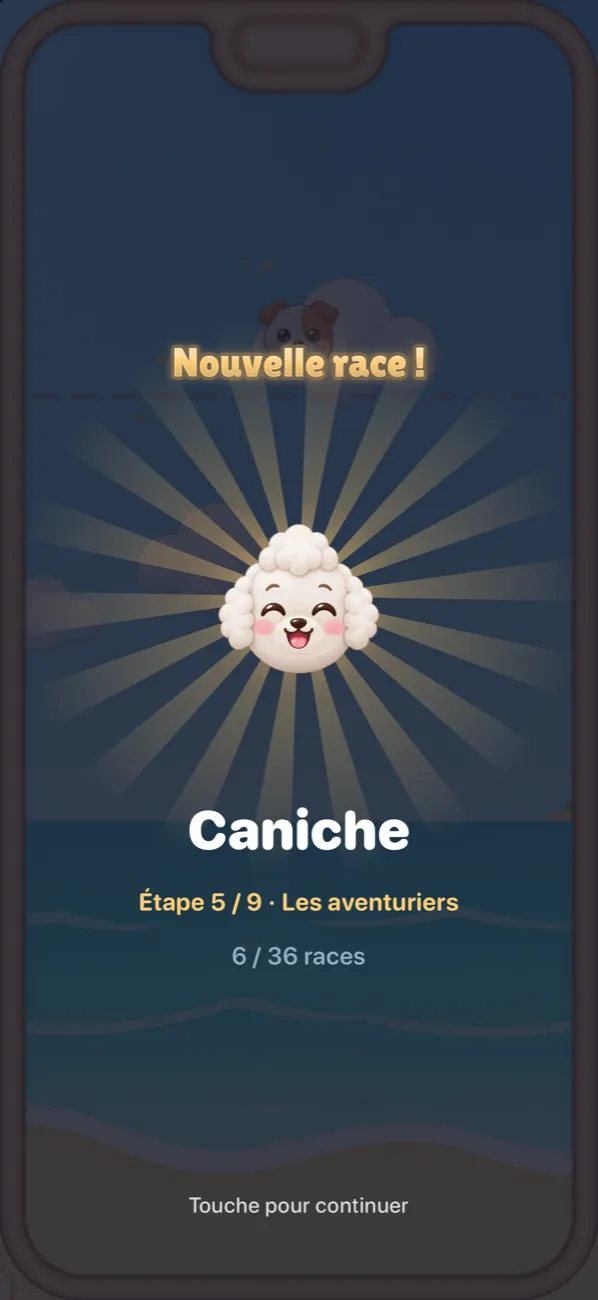 Nouvelle race !
Caniche
Étape 5 / 9 · Les aventuriers
6 / 36 races
Touche pour continuer